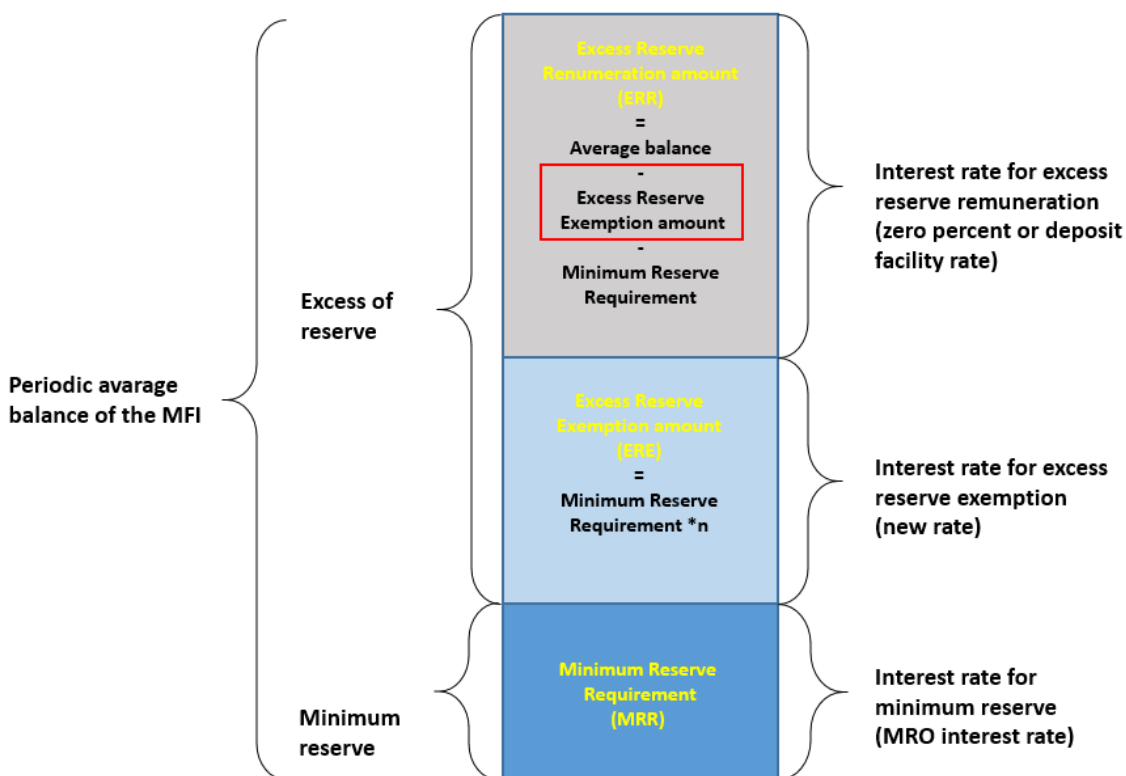 Periodic avarage
balance of the MFI
Excess of
reserve
Minimum
reserve
Excess Reserve
Renumeration amount
(ERR)
=
Average balance
-
Excess Reserve
Exemption amount
-
Minimum Reserve
Requirement
Excess Reserve
Exemption amount
(ERE)
=
Minimum Reserve
Requirement *n
Minimum Reserve
Requirement
(MRR)
Interest rate for excess
reserve remuneration
(zero percent or deposit
facility rate)
Interest rate for excess
reserve exemption
(new rate)
Interest rate for
minimum reserve
(MRO interest rate)